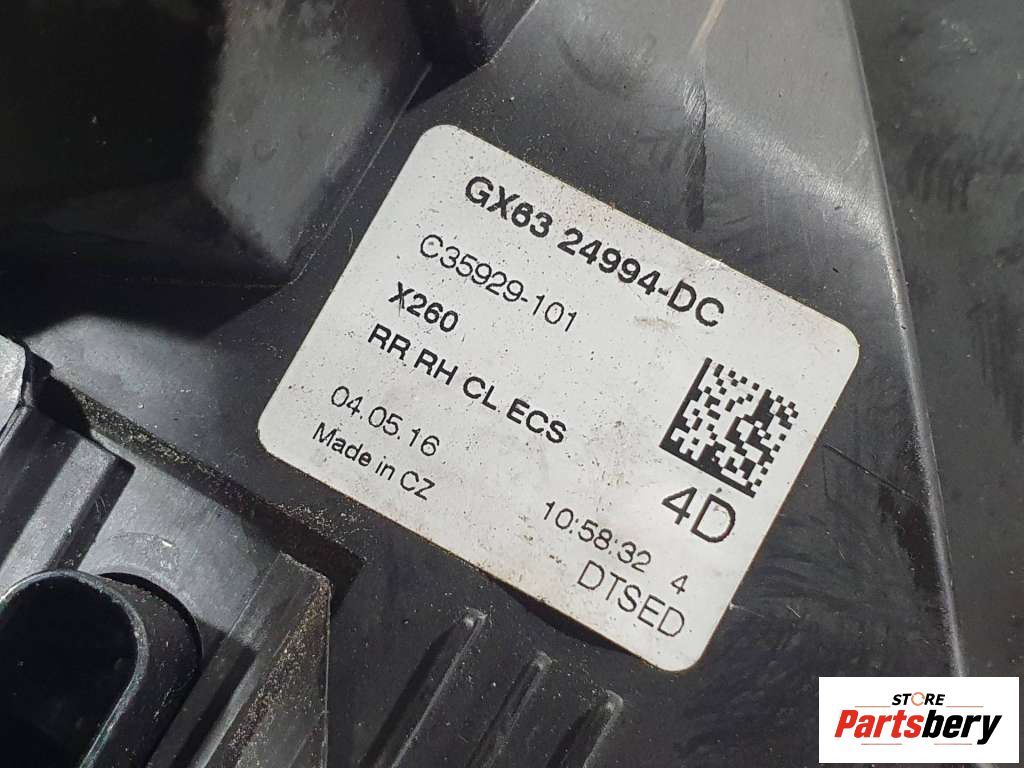 GX63 24994-DC
C35929-101
X260
RR RH CL ECS
04.05.16
Made in CZ
4D
10:58:32 4
DTSED
STORE
Partsbery